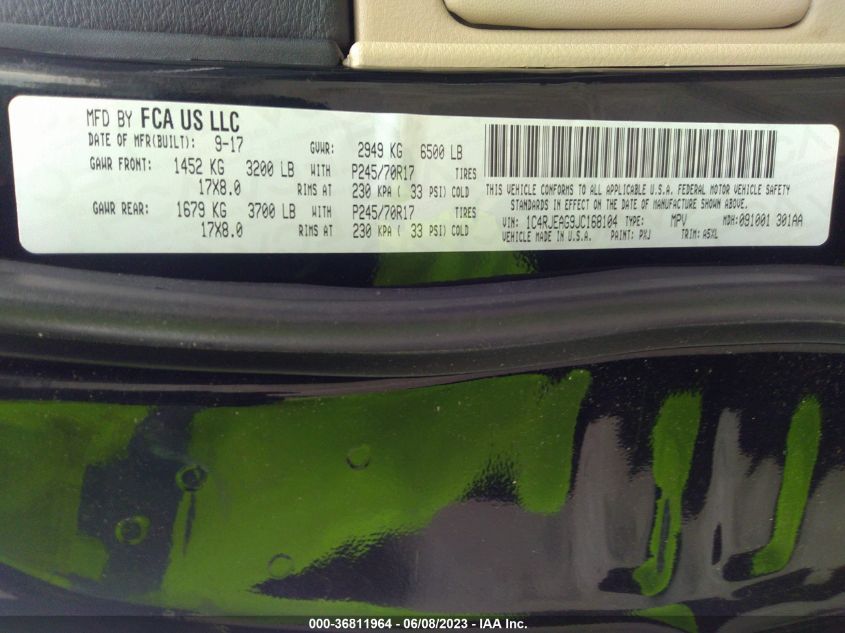 MFD BY FCA US LLC
DATE OF MFR(BUILT): 9-17 GVWR: 2949 KG 6500 LB
GAWR FRONT: 1452 KG 3200 LB WITH P245/70R17 TIRES
17X8.0 RIMS AT 230 KPA ( 33 PSI) COLD
GAWR REAR: 1679 KG 3700 LB WITH P245/70R17 TIRES
17X8.0 RIMS AT 230 KPA ( 33 PSI) COLD
THIS VEHICLE CONFORMS TO ALL APPLICABLE U.S.A. FEDERAL MOTOR VEHICLE SAFETY
STANDARDS IN EFFECT ON THE DATE OF MANUFACTURE SHOWN ABOVE.
VIN: 1C4RJEAG9JC168104 TYPE: MPV MDH:091001 301AA
VEHICLE MADE IN U.S.A. PAINT: PXJ TRIM: A5XL
000-36811964 - 06/08/2023 - IAA Inc.